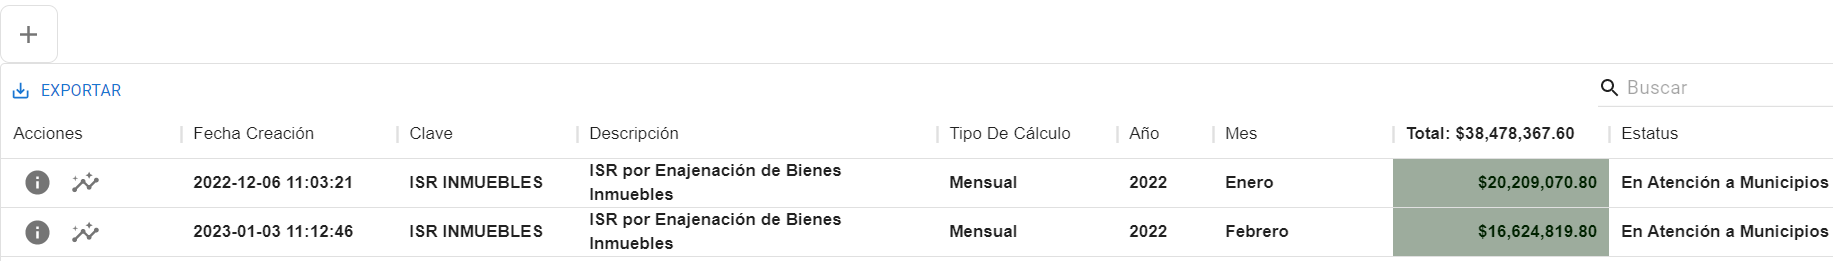 EXPORTAR
Buscar
Acciones Fecha Creación Clave Descripción Tipo De Cálculo Año Mes Total: $38,478,367.60 Estatus
2022-12-06 11:03:21 ISR INMUEBLES ISR por Enajenación de Bienes Inmuebles Mensual 2022 Enero $20,209,070.80 En Atención a Municipios
2023-01-03 11:12:46 ISR INMUEBLES ISR por Enajenación de Bienes Inmuebles Mensual 2022 Febrero $16,624,819.80 En Atención a Municipios